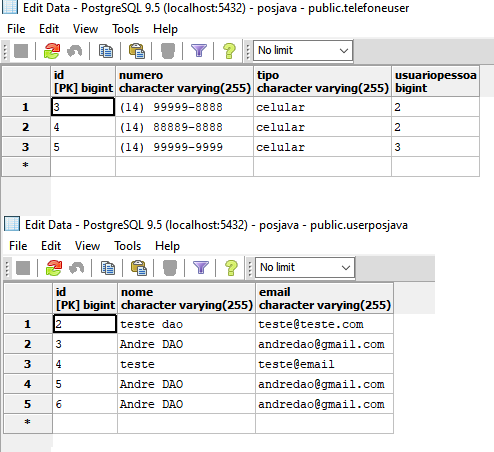 Edit Data - PostgreSQL 9.5 (localhost:5432) - posjava - public.telefoneuser
File Edit View Tools Help
No limit
id numero tipo usuariopessoa
[PK] bigint character varying(255) character varying(255) bigint
1 3 (14) 99999-8888 celular 2
2 4 (14) 88889-8888 celular 2
3 5 (14) 99999-9999 celular 3
*
Edit Data - PostgreSQL 9.5 (localhost:5432) - posjava - public.userposjava
File Edit View Tools Help
No limit
id nome email
[PK] bigint character varying(255) character varying(255)
1 2 teste dao teste@teste.com
2 3 Andre DAO andredao@gmail.com
3 4 teste teste@email
4 5 Andre DAO andredao@gmail.com
5 6 Andre DAO andredao@gmail.com
*